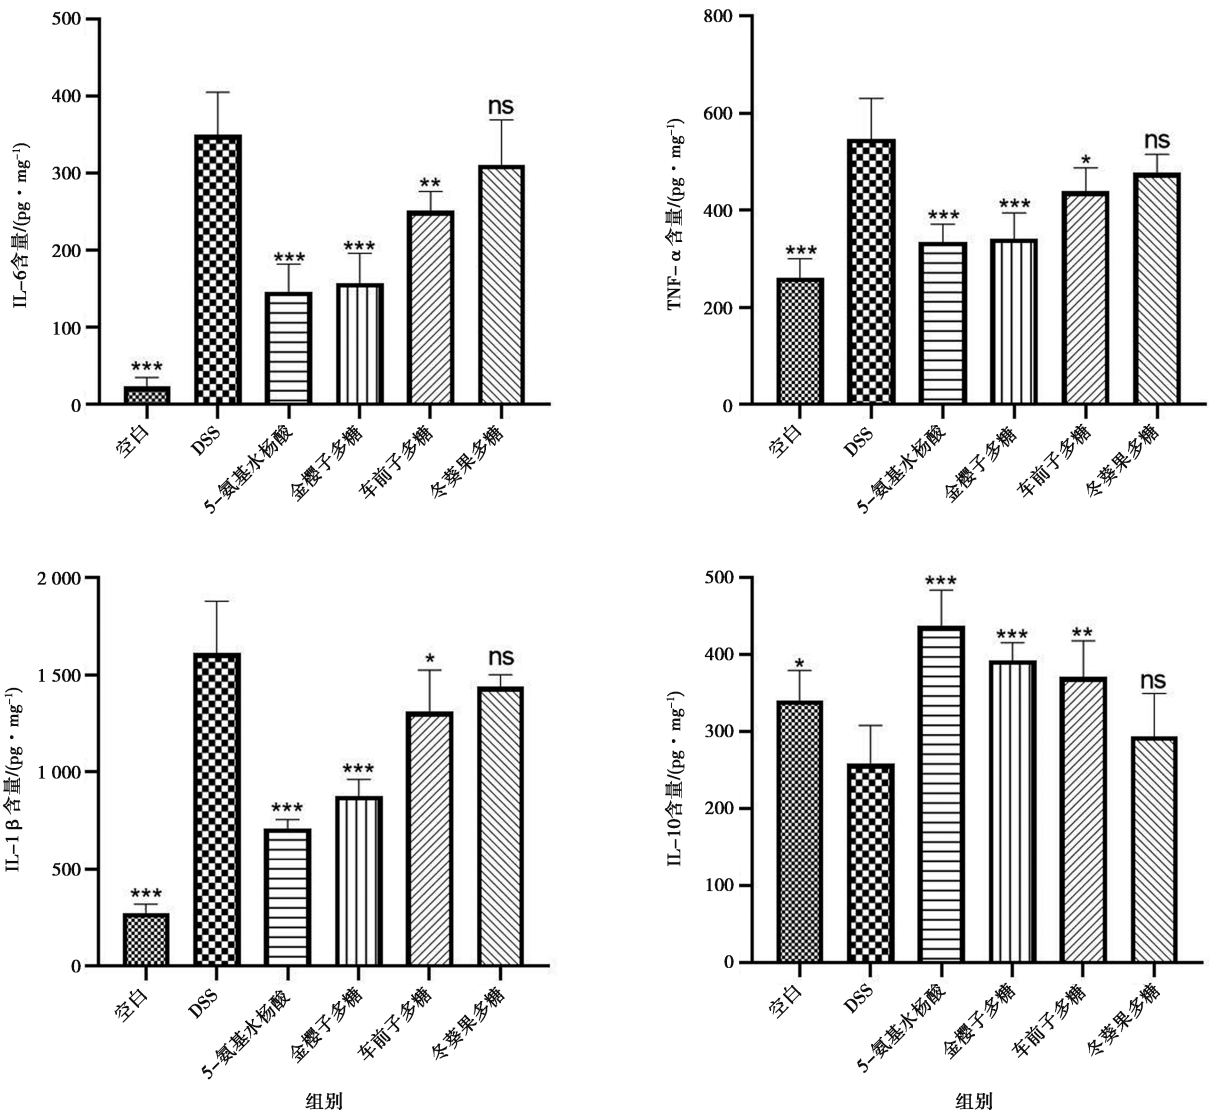 500
400
300
200
100
0
IL-6含量/(pg·mg⁻¹)
***
***
***
**
ns
空白
DSS
5-氨基水杨酸
金樱子多糖
车前子多糖
冬葵果多糖
800
600
400
200
0
TNF-α含量/(pg·mg⁻¹)
***
***
***
*
ns
空白
DSS
5-氨基水杨酸
金樱子多糖
车前子多糖
冬葵果多糖
2 000
1 500
1 000
500
0
IL-1β含量/(pg·mg⁻¹)
***
***
***
*
ns
空白
DSS
5-氨基水杨酸
金樱子多糖
车前子多糖
冬葵果多糖
组别
500
400
300
200
100
0
IL-10含量/(pg·mg⁻¹)
*
***
***
**
ns
空白
DSS
5-氨基水杨酸
金樱子多糖
车前子多糖
冬葵果多糖
组别